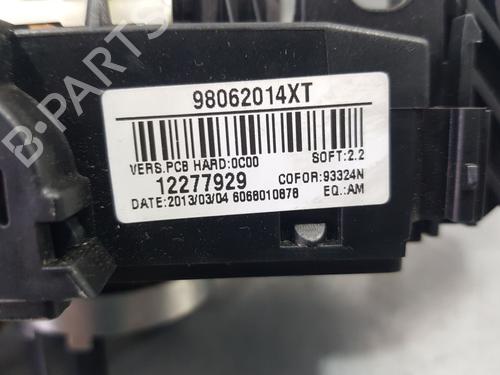 98062014XT
VERS.PCB HARD:0C00 SOFT:2.2
12277929 COFOR:93324N
DATE:2013/03/04 6068010878 EQ.:AM
B-PARTS